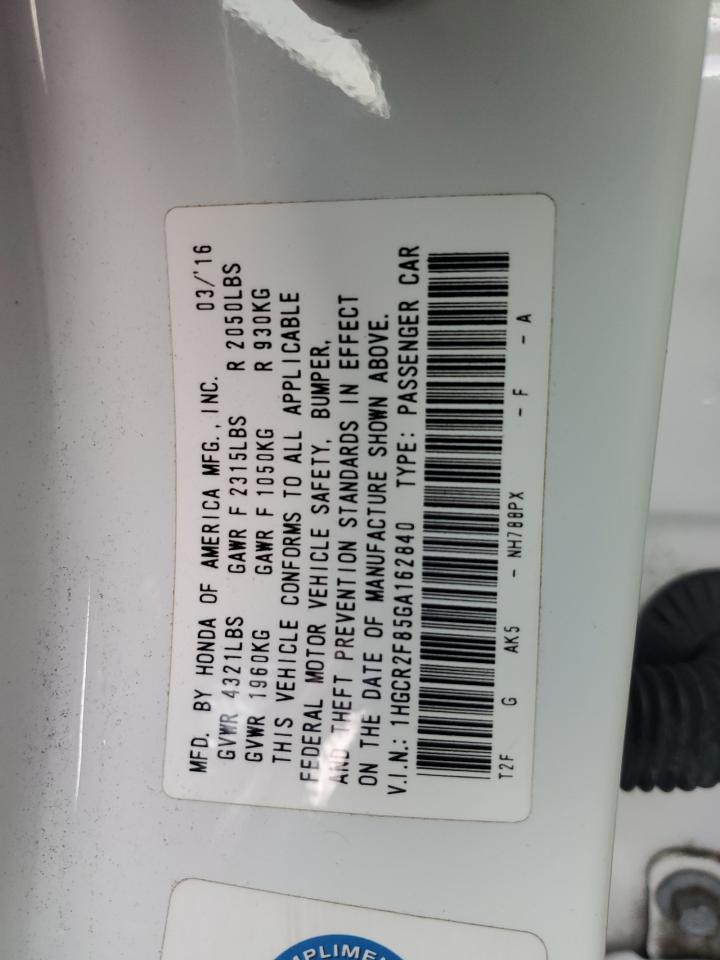 MFD. BY HONDA OF AMERICA MFG., INC. 03/'16
GVWR 4321LBS GAWR F 2315LBS R 2050LBS
GVWR 1960KG GAWR F 1050KG R 930KG
THIS VEHICLE CONFORMS TO ALL APPLICABLE
FEDERAL MOTOR VEHICLE SAFETY, BUMPER,
AND THEFT PREVENTION STANDARDS IN EFFECT
ON THE DATE OF MANUFACTURE SHOWN ABOVE.
V.I.N.: 1HGCR2F85GA162840 TYPE: PASSENGER CAR
T2F G AK5 - NH788PX - F - A